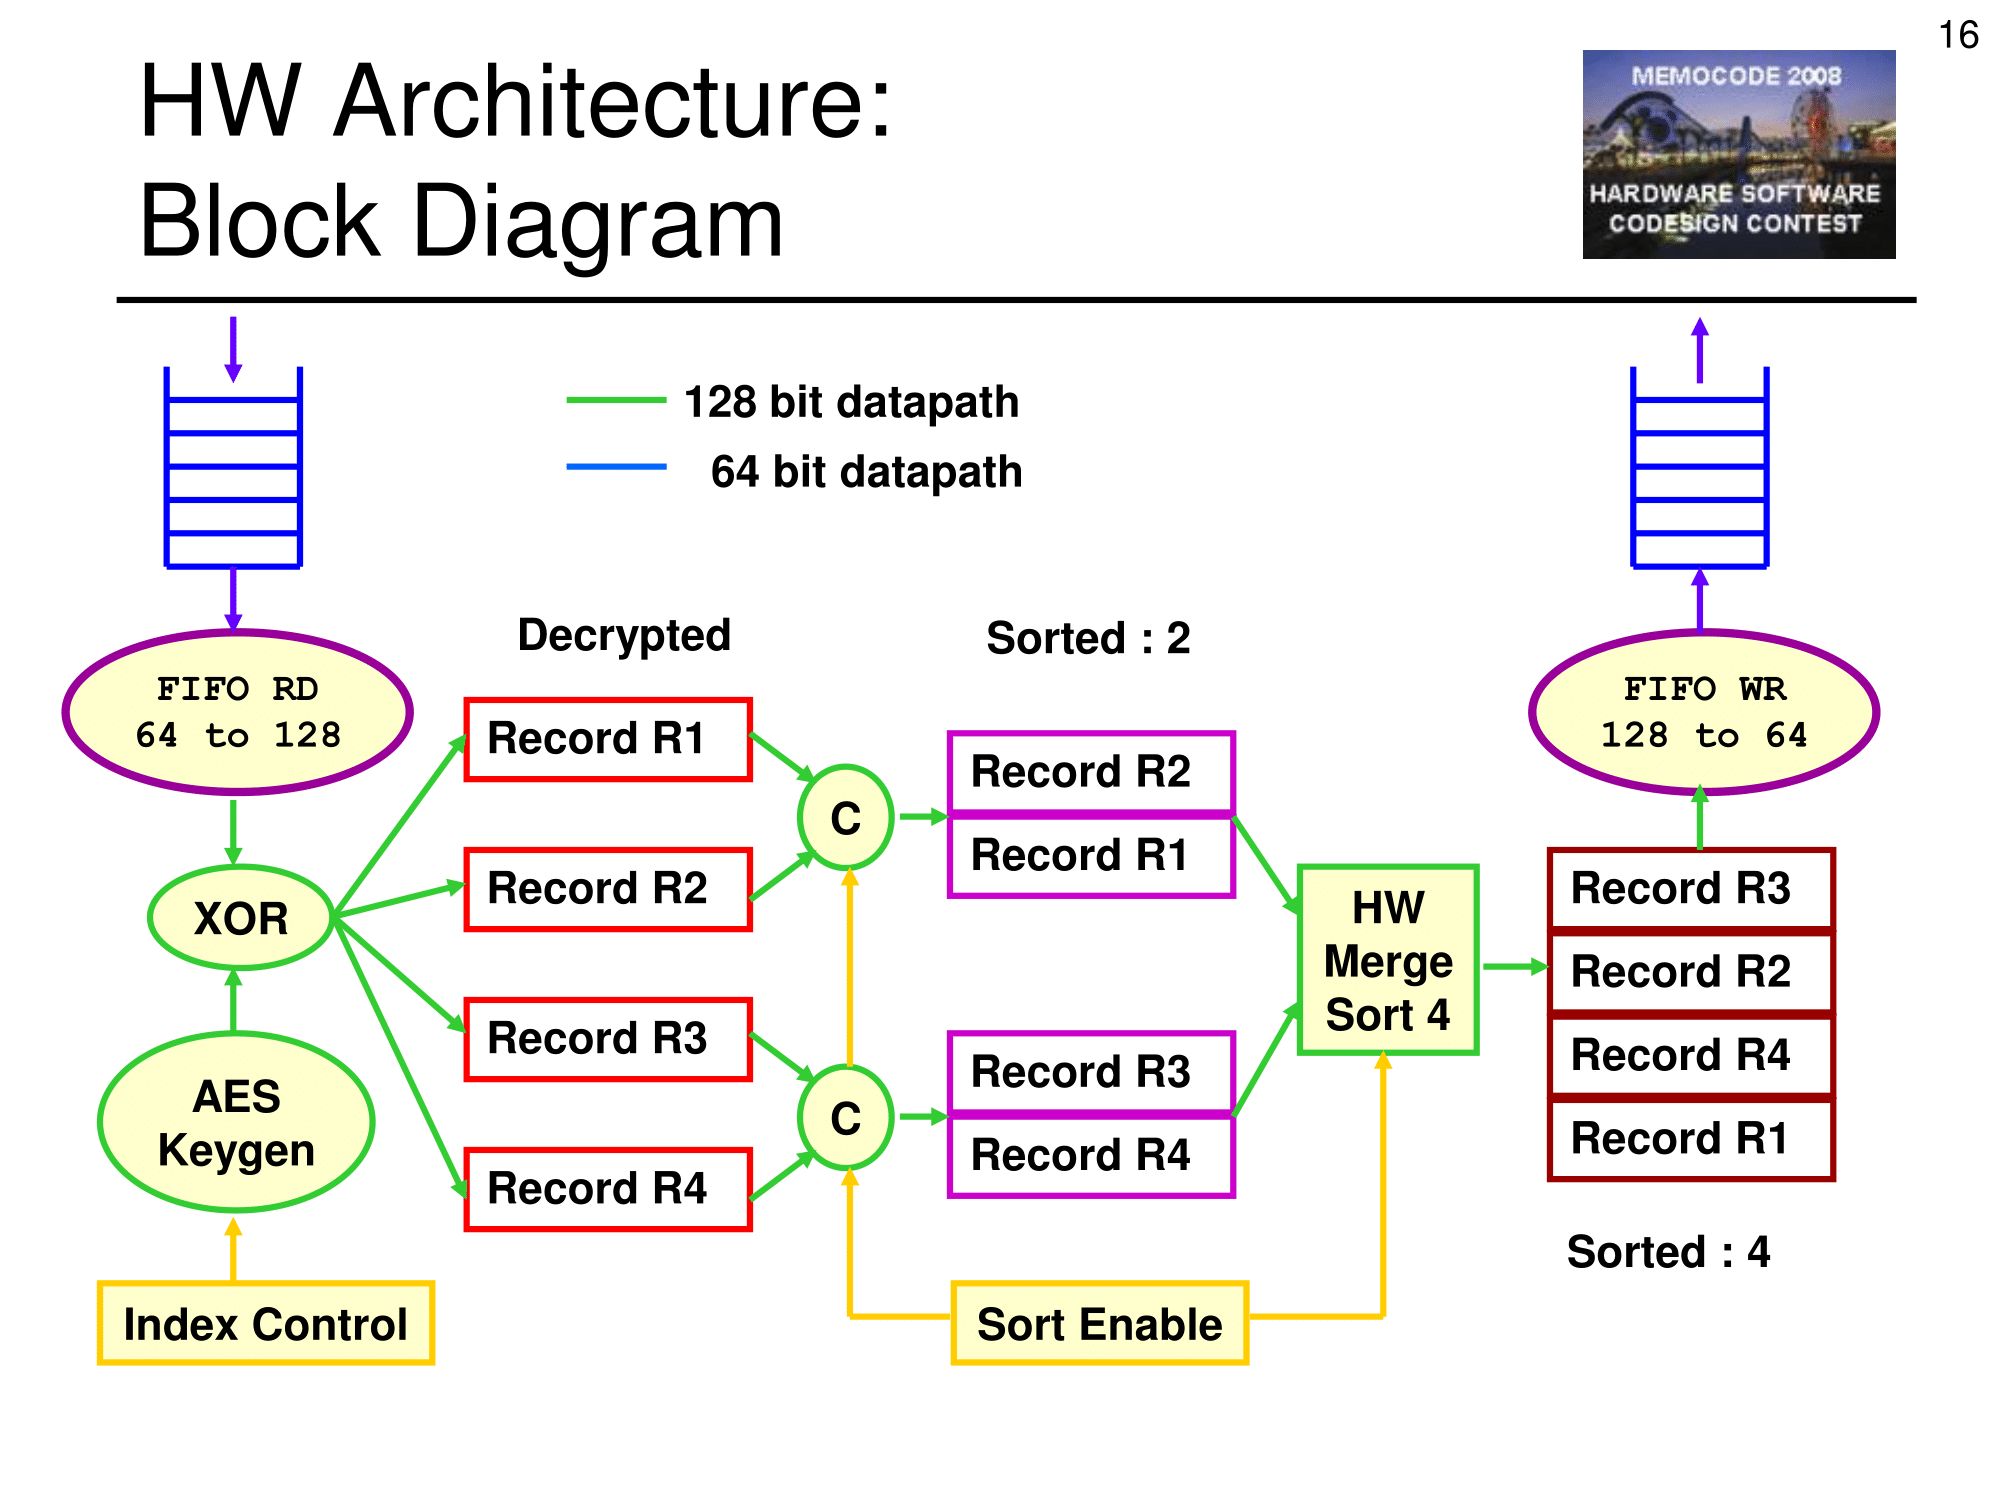 16
HW Architecture:
Block Diagram
MEMOCODE 2008
HARDWARE SOFTWARE
CODESIGN CONTEST
128 bit datapath
64 bit datapath
Decrypted
Sorted : 2
FIFO RD
64 to 128
FIFO WR
128 to 64
XOR
AES
Keygen
Index Control
Record R1
Record R2
Record R3
Record R4
C
C
Record R2
Record R1
Record R3
Record R4
Sort Enable
HW
Merge
Sort 4
Record R3
Record R2
Record R4
Record R1
Sorted : 4